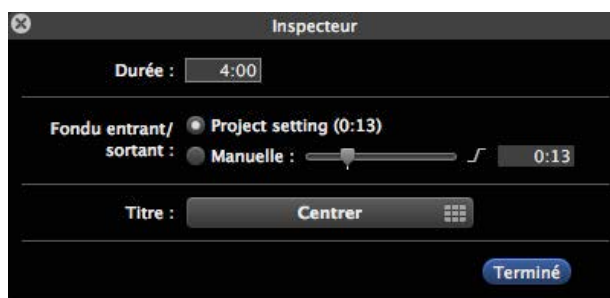 Inspecteur
Durée : 4:00
Fondu entrant/ Project setting (0:13)
sortant : Manuelle : 0:13
Titre : Centrer
Terminé